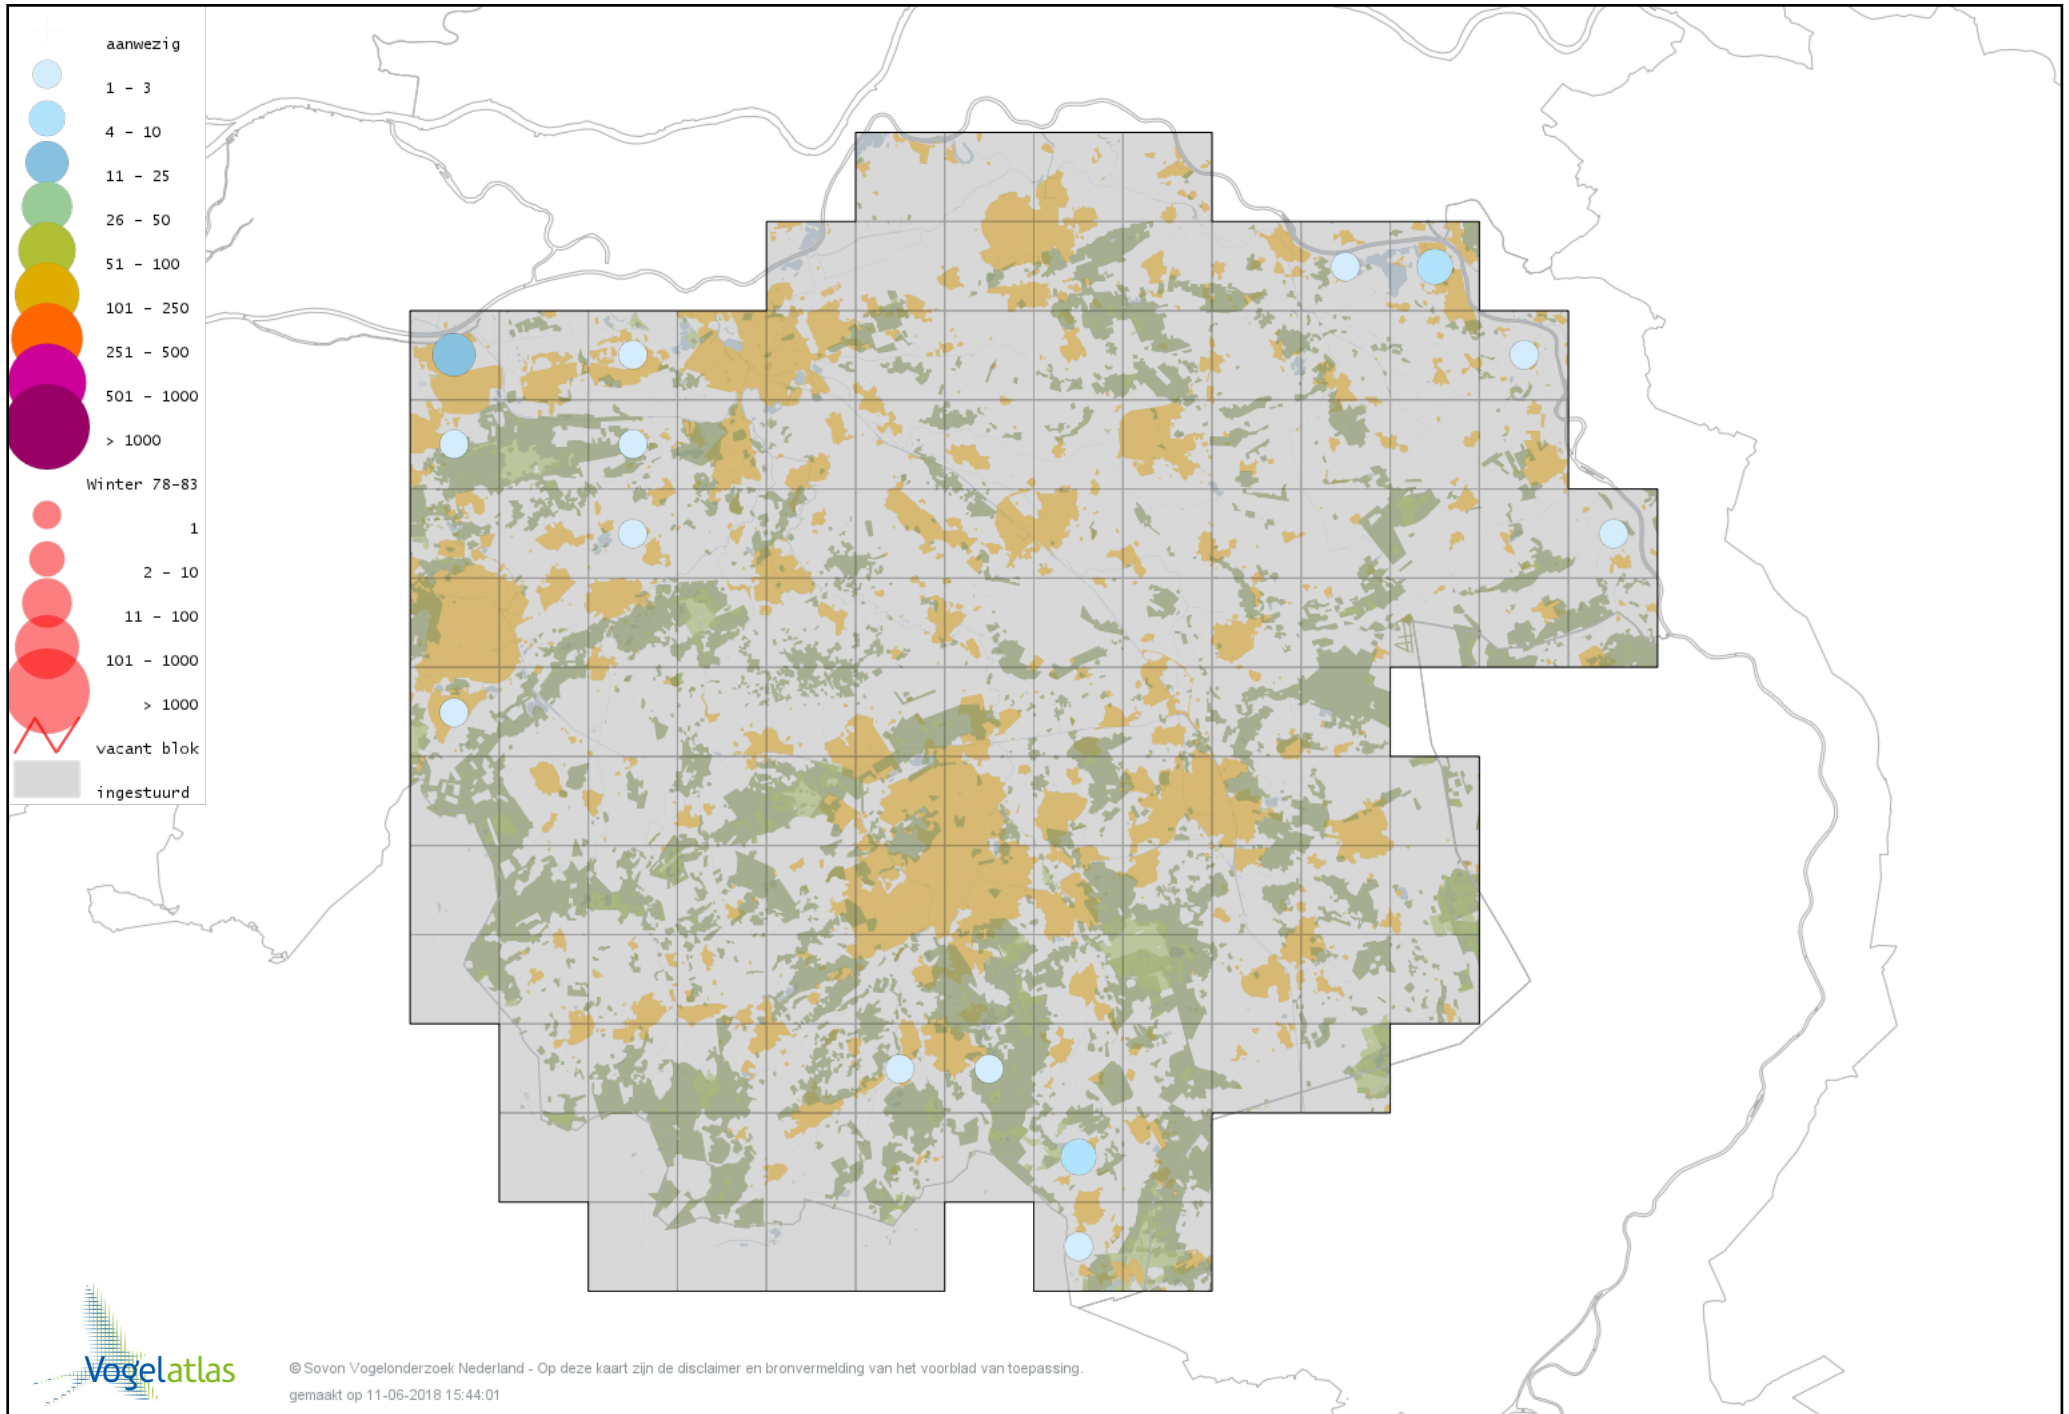 aanwezig
1 - 3
4 - 10
11 - 25
26 - 50
51 - 100
101 - 250
251 - 500
501 - 1000
> 1000
Winter 78-83
1
2 - 10
11 - 100
101 - 1000
> 1000
vacant blok
ingestuurd
Vogelatlas
© Sovon Vogelonderzoek Nederland - Op deze kaart zijn de disclaimer en bronvermelding van het voorblad van toepassing.
gemaakt op 11-06-2018 15:44:01